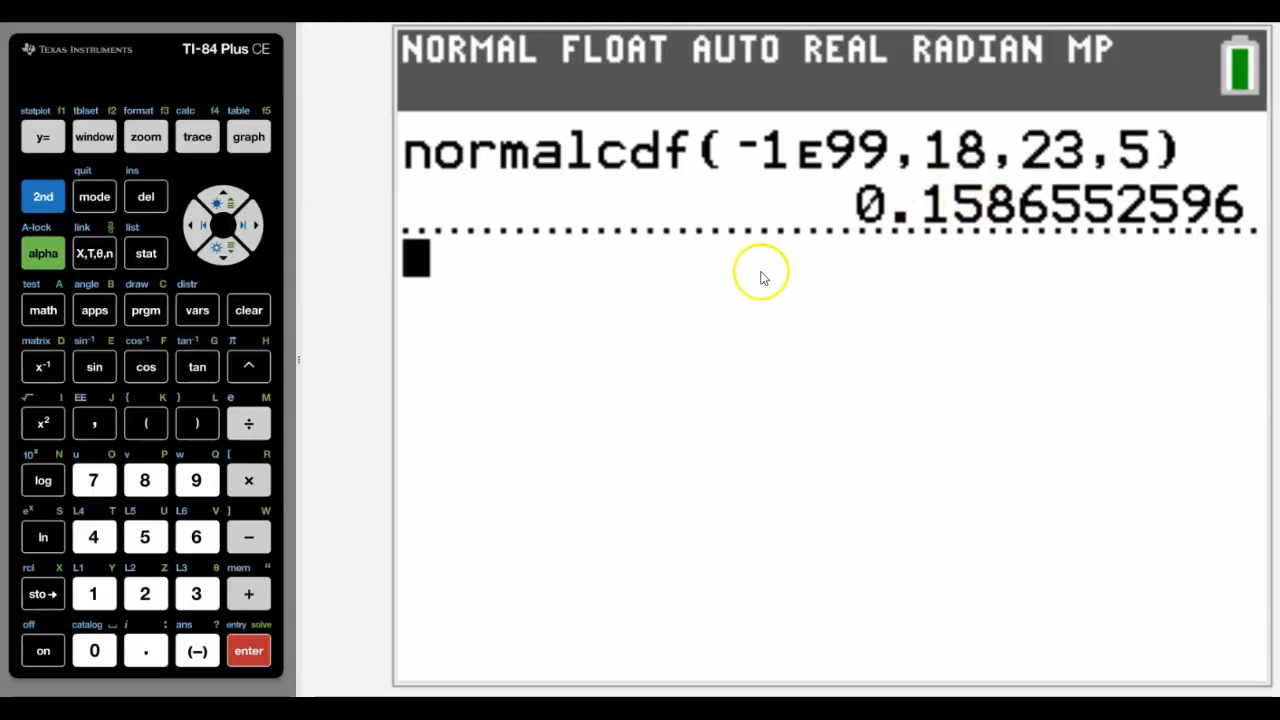 TEXAS INSTRUMENTS TI-84 Plus CE
NORMAL FLOAT AUTO REAL RADIAN MP
normalcdf(-1E99,18,23,5)
0.1586552596
statplot f1 tblset f2 format f3 calc f4 table f5
y= window zoom trace graph
quit ins
2nd mode del
A-lock link list
alpha X,T,θ,n stat
test A angle B draw C distr
math apps prgm vars clear
matrix D sin⁻¹ E cos⁻¹ F tan⁻¹ G π H
x⁻¹ sin cos tan ^
√ I EE J { K } L e M
x² , ( ) ÷
10ˣ N u O v P w Q [ R
log 7 8 9 ×
eˣ S L4 T L5 U L6 V ] W
ln 4 5 6 −
rcl X L1 Y L2 Z L3 θ mem “
sto→ 1 2 3 +
off catalog ⎵ i : ans ? entry solve
on 0 . (−) enter